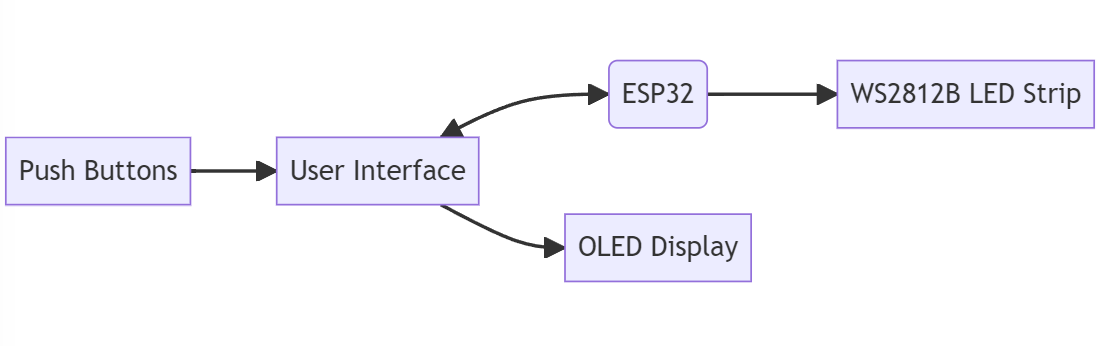 ESP32
WS2812B LED Strip
Push Buttons
User Interface
OLED Display